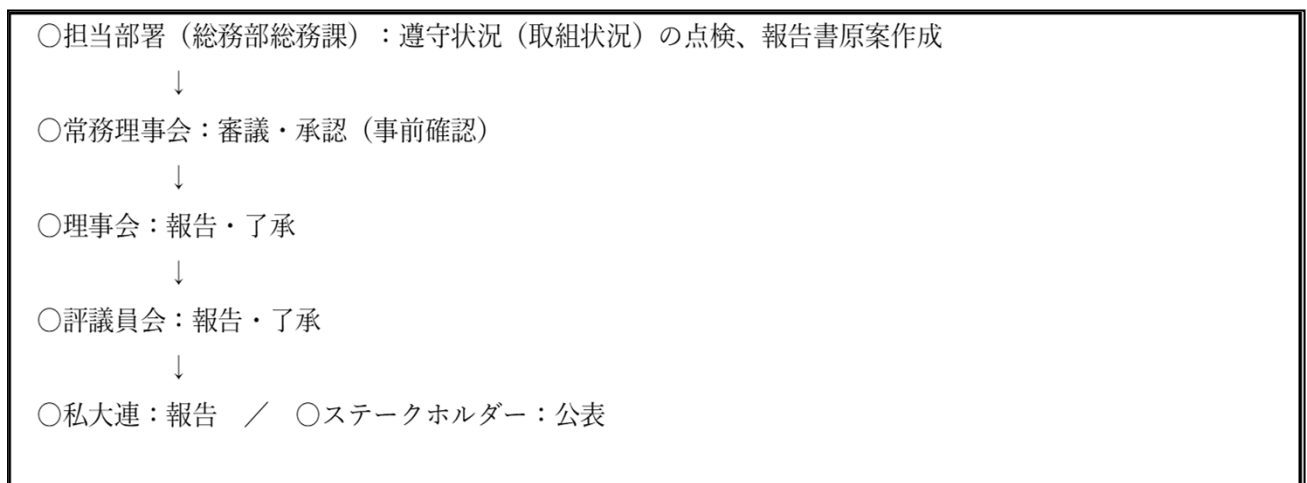 ○担当部署（総務部総務課）：遵守状況（取組状況）の点検、報告書原案作成
↓
○常務理事会：審議・承認（事前確認）
↓
○理事会：報告・了承
↓
○評議員会：報告・了承
↓
○私大連：報告　／　○ステークホルダー：公表